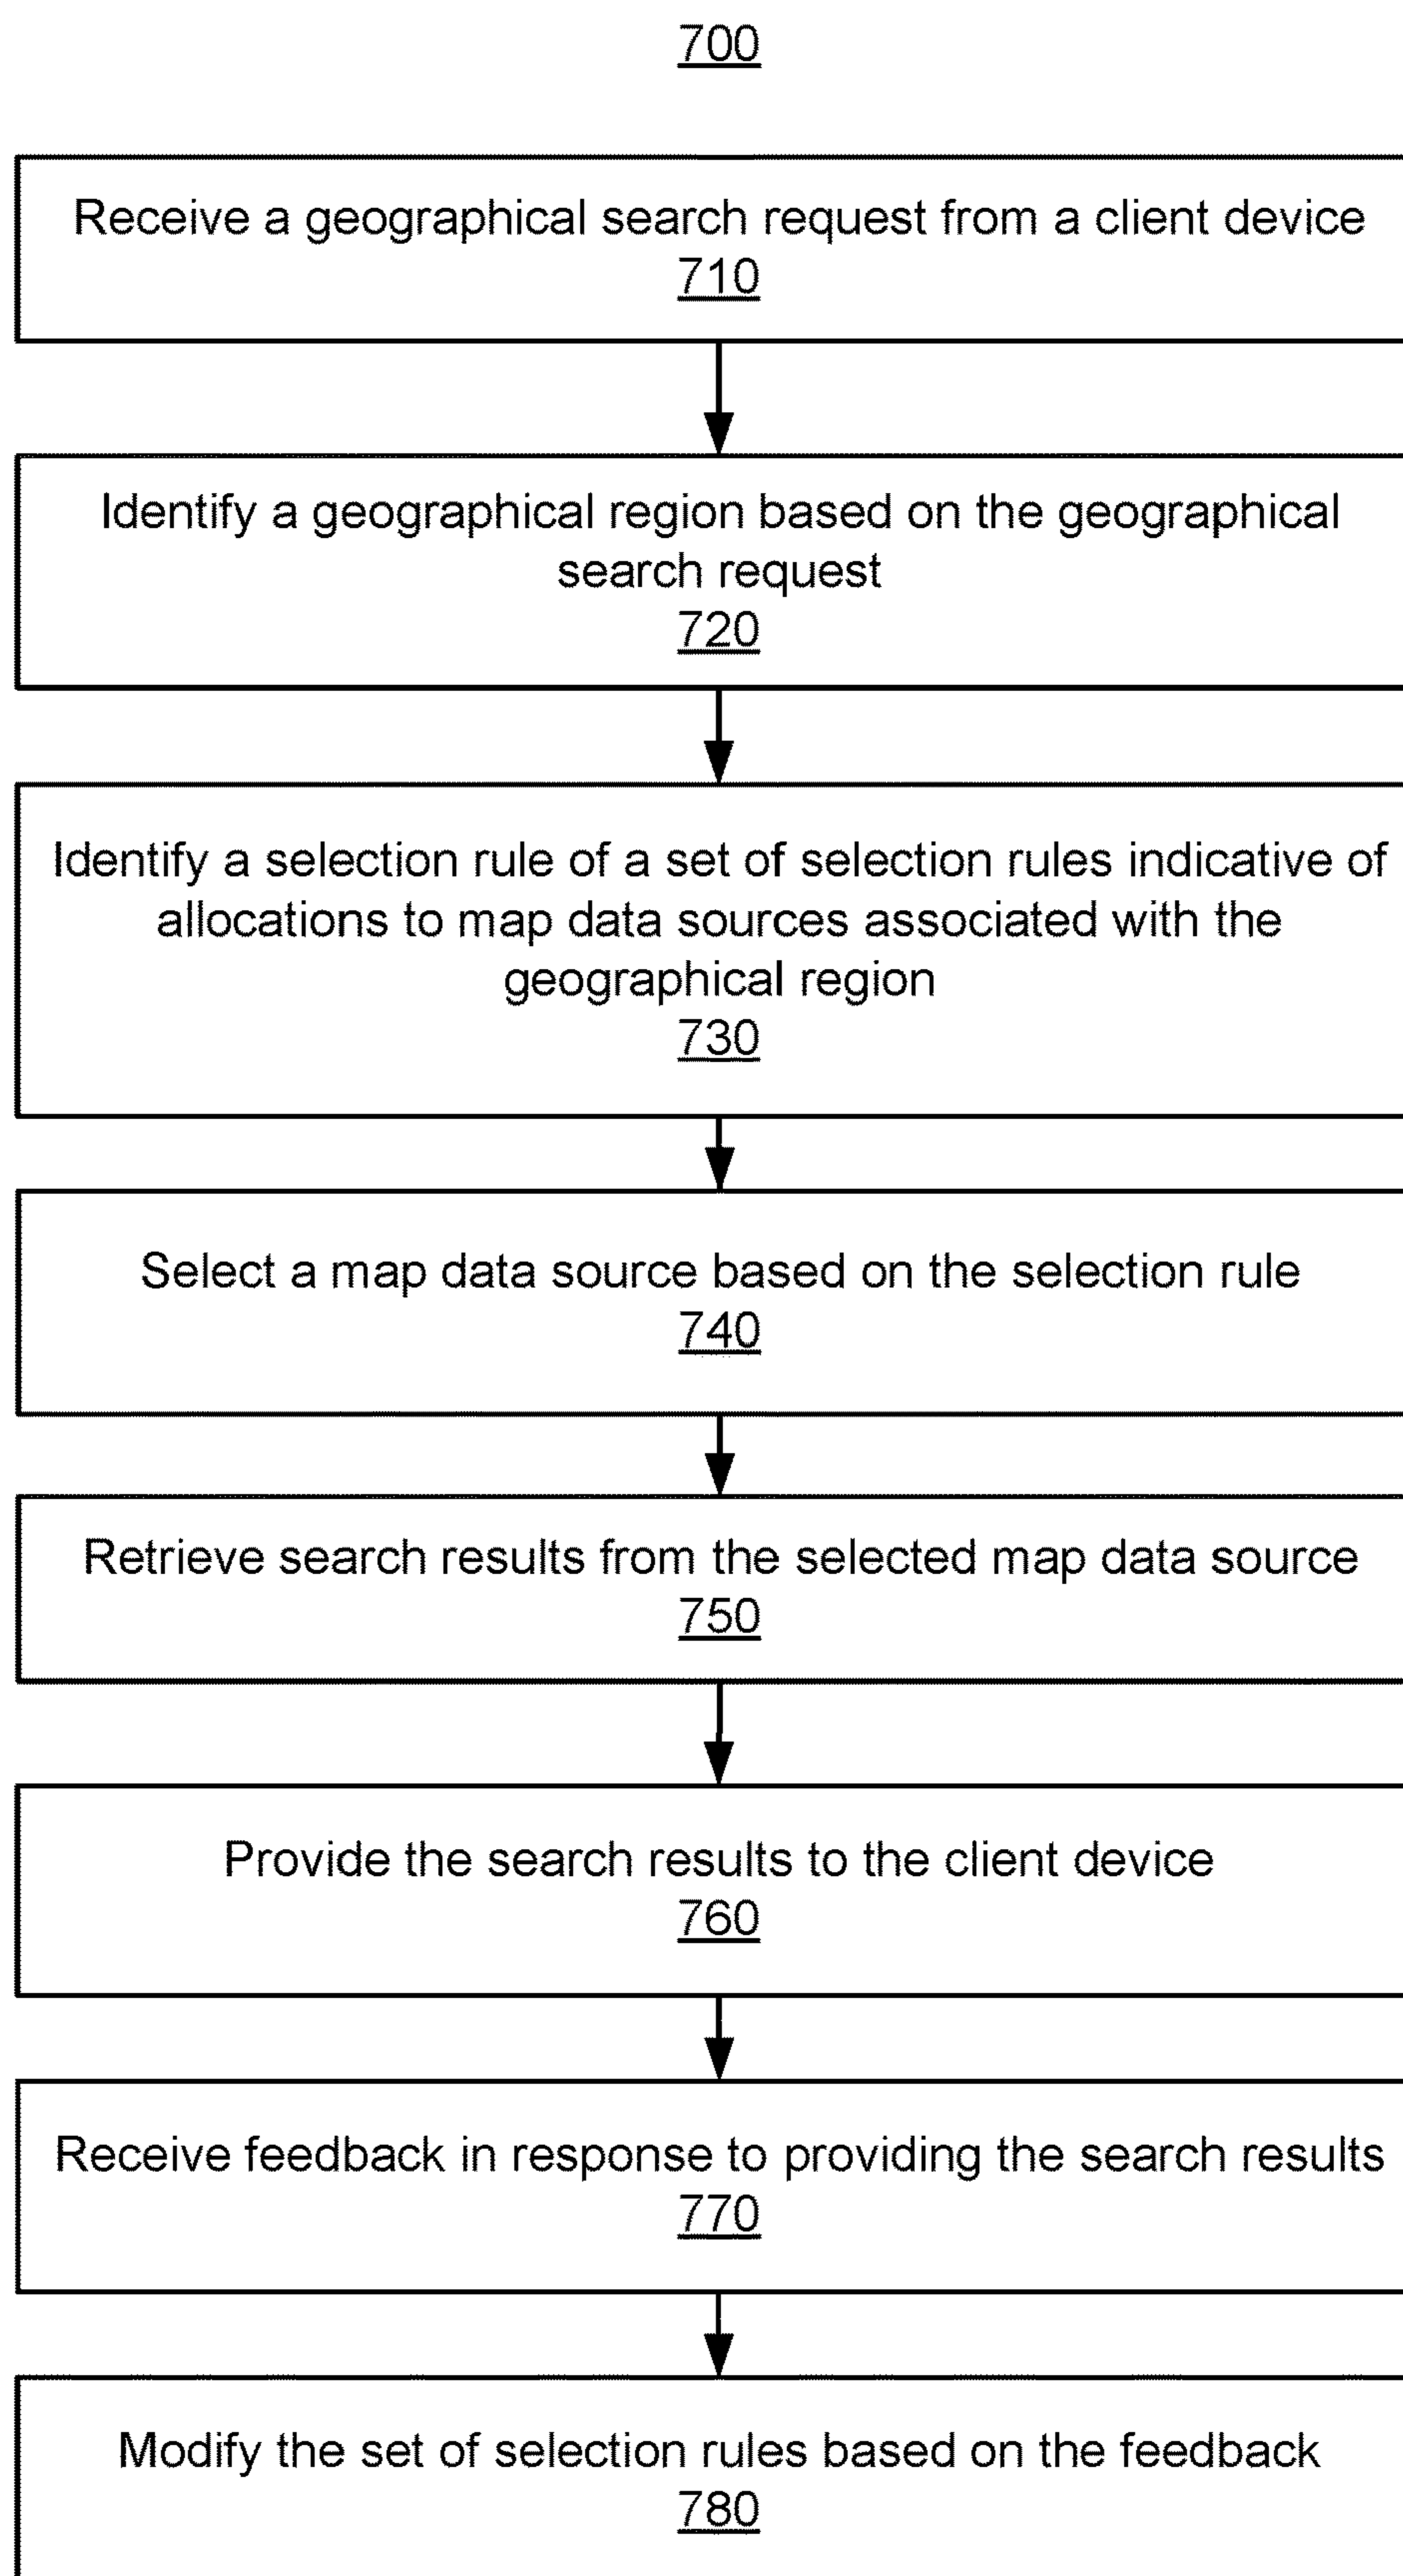 700
Receive a geographical search request from a client device
710
Identify a geographical region based on the geographical
search request
720
Identify a selection rule of a set of selection rules indicative of
allocations to map data sources associated with the
geographical region
730
Select a map data source based on the selection rule
740
Retrieve search results from the selected map data source
750
Provide the search results to the client device
760
Receive feedback in response to providing the search results
770
Modify the set of selection rules based on the feedback
780